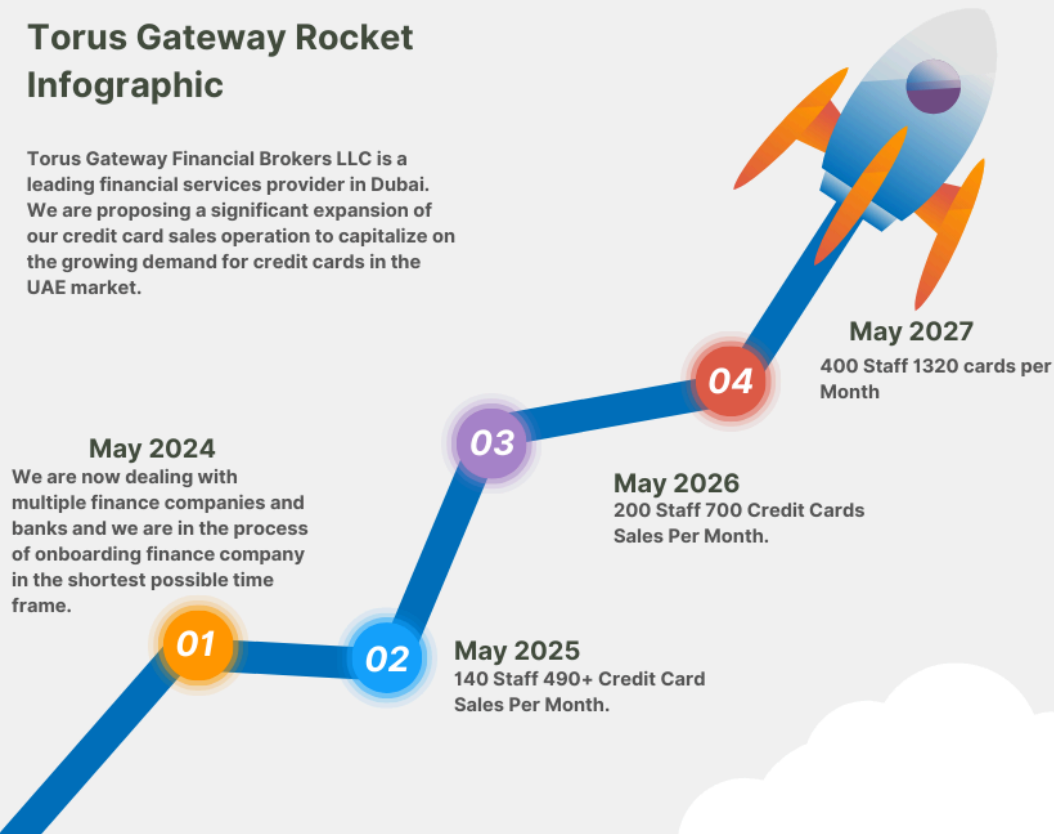 Torus Gateway Rocket
Infographic
Torus Gateway Financial Brokers LLC is a
leading financial services provider in Dubai.
We are proposing a significant expansion of
our credit card sales operation to capitalize on
the growing demand for credit cards in the
UAE market.
May 2024
We are now dealing with
multiple finance companies and
banks and we are in the process
of onboarding finance company
in the shortest possible time
frame.
01
02
May 2025
140 Staff 490+ Credit Card
Sales Per Month.
03
May 2026
200 Staff 700 Credit Cards
Sales Per Month.
04
May 2027
400 Staff 1320 cards per
Month